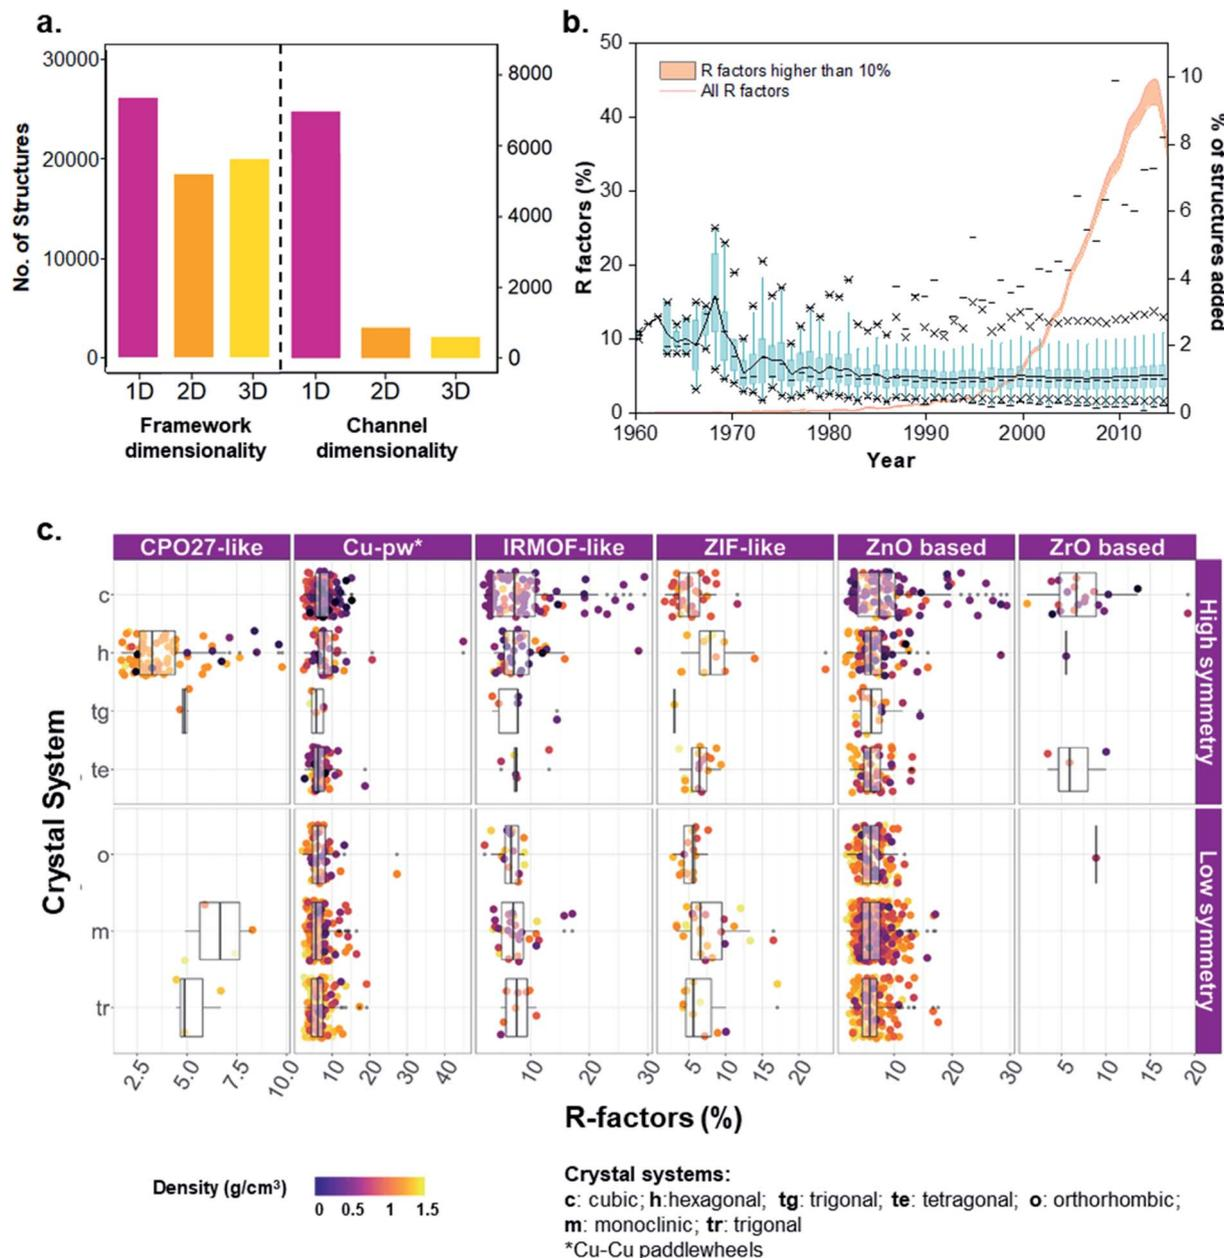 a.
30000
20000
10000
0
No. of Structures
8000
6000
4000
2000
0
1D 2D 3D 1D 2D 3D
Framework dimensionality
Channel dimensionality
b.
50
40
30
20
10
0
R factors (%)
R factors higher than 10%
All R factors
10
8
6
4
2
0
% of structures added
1960 1970 1980 1990 2000 2010
Year
c.
CPO27-like Cu-pw* IRMOF-like ZIF-like ZnO based ZrO based
c
h
tg
te
High symmetry
o
m
tr
Low symmetry
Crystal System
2.5 5.0 7.5 10.0 10 20 30 40 10 20 30 5 10 15 20 10 20 30 5 10 15 20
R-factors (%)
Density (g/cm³)
0 0.5 1 1.5
Crystal systems:
c: cubic; h:hexagonal; tg: trigonal; te: tetragonal; o: orthorhombic;
m: monoclinic; tr: trigonal
*Cu-Cu paddlewheels